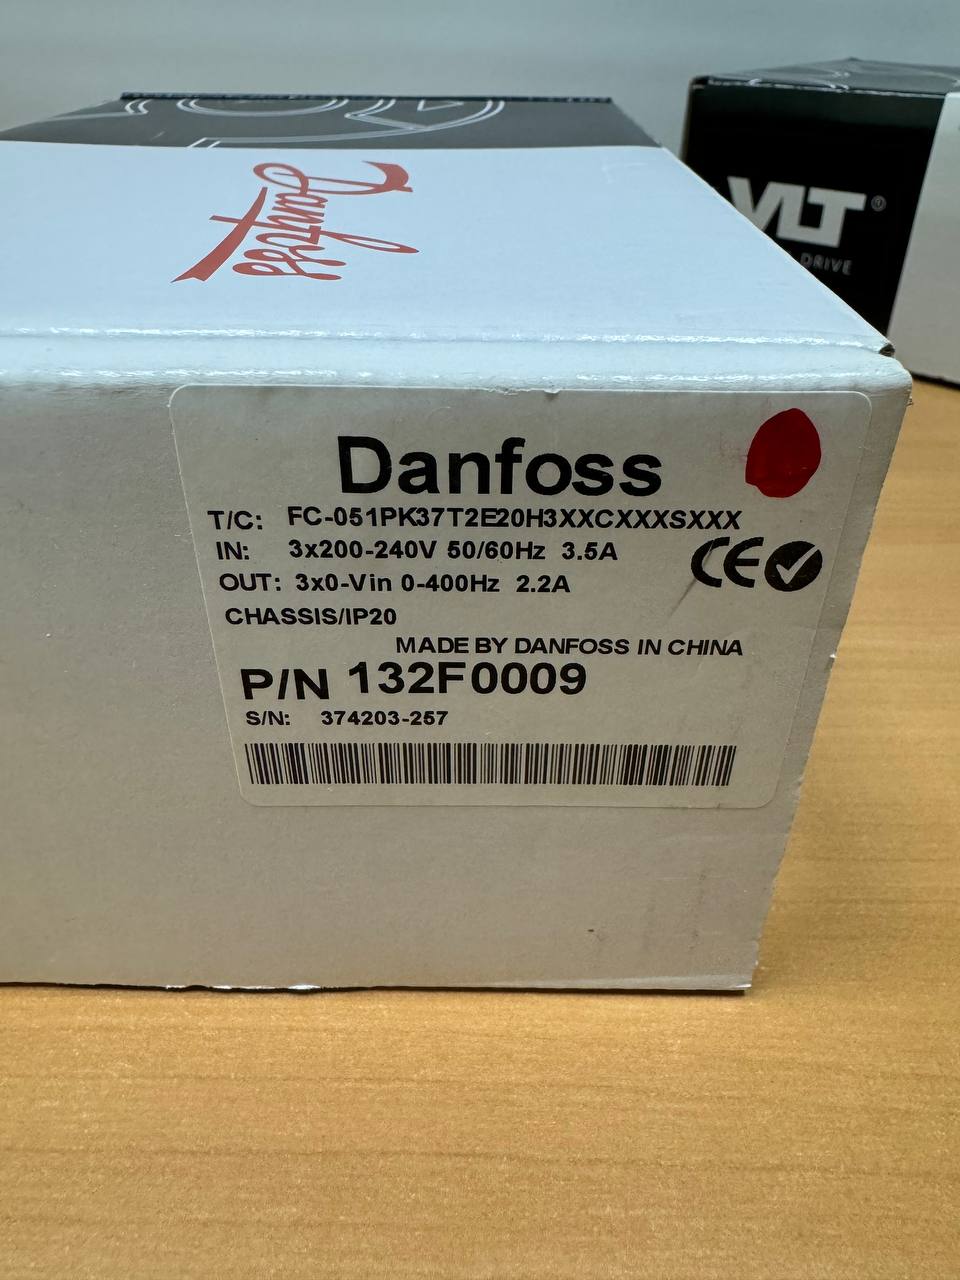 Danfoss
VLT®
DRIVE
Danfoss
T/C: FC-051PK37T2E20H3XXCXXXSXXX
IN: 3x200-240V 50/60Hz 3.5A
OUT: 3x0-Vin 0-400Hz 2.2A
CE
CHASSIS/IP20
MADE BY DANFOSS IN CHINA
P/N 132F0009
S/N: 374203-257